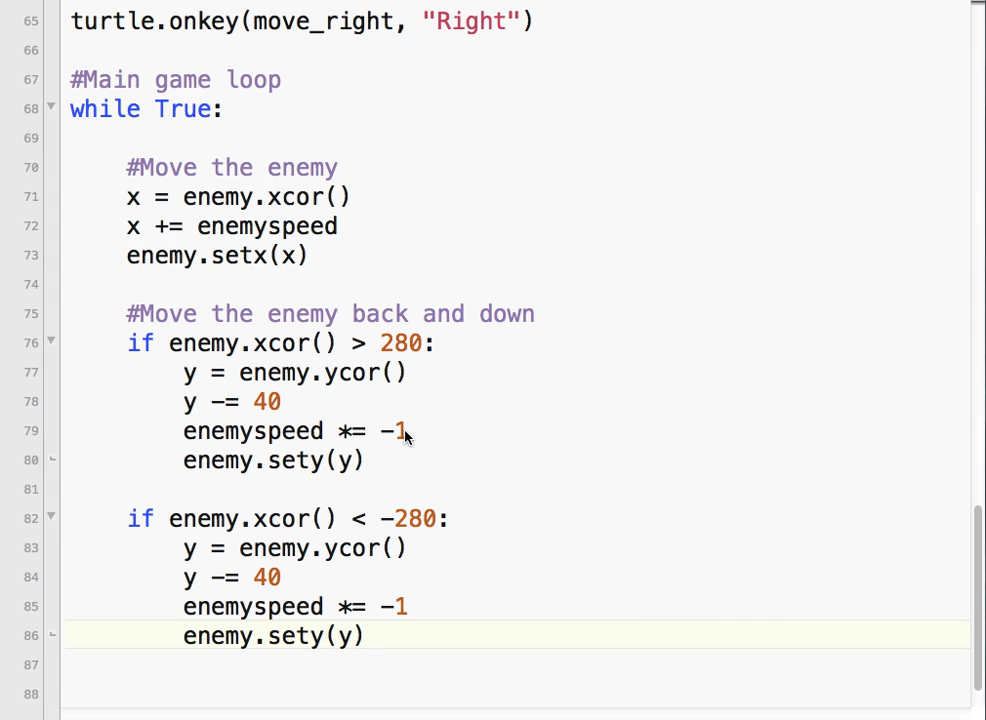 65 turtle.onkey(move_right, "Right")
66
67 #Main game loop
68 while True:
69
70 #Move the enemy
71 x = enemy.xcor()
72 x += enemyspeed
73 enemy.setx(x)
74
75 #Move the enemy back and down
76 if enemy.xcor() > 280:
77 y = enemy.ycor()
78 y -= 40
79 enemyspeed *= -1
80 enemy.sety(y)
81
82 if enemy.xcor() < -280:
83 y = enemy.ycor()
84 y -= 40
85 enemyspeed *= -1
86 enemy.sety(y)
87
88